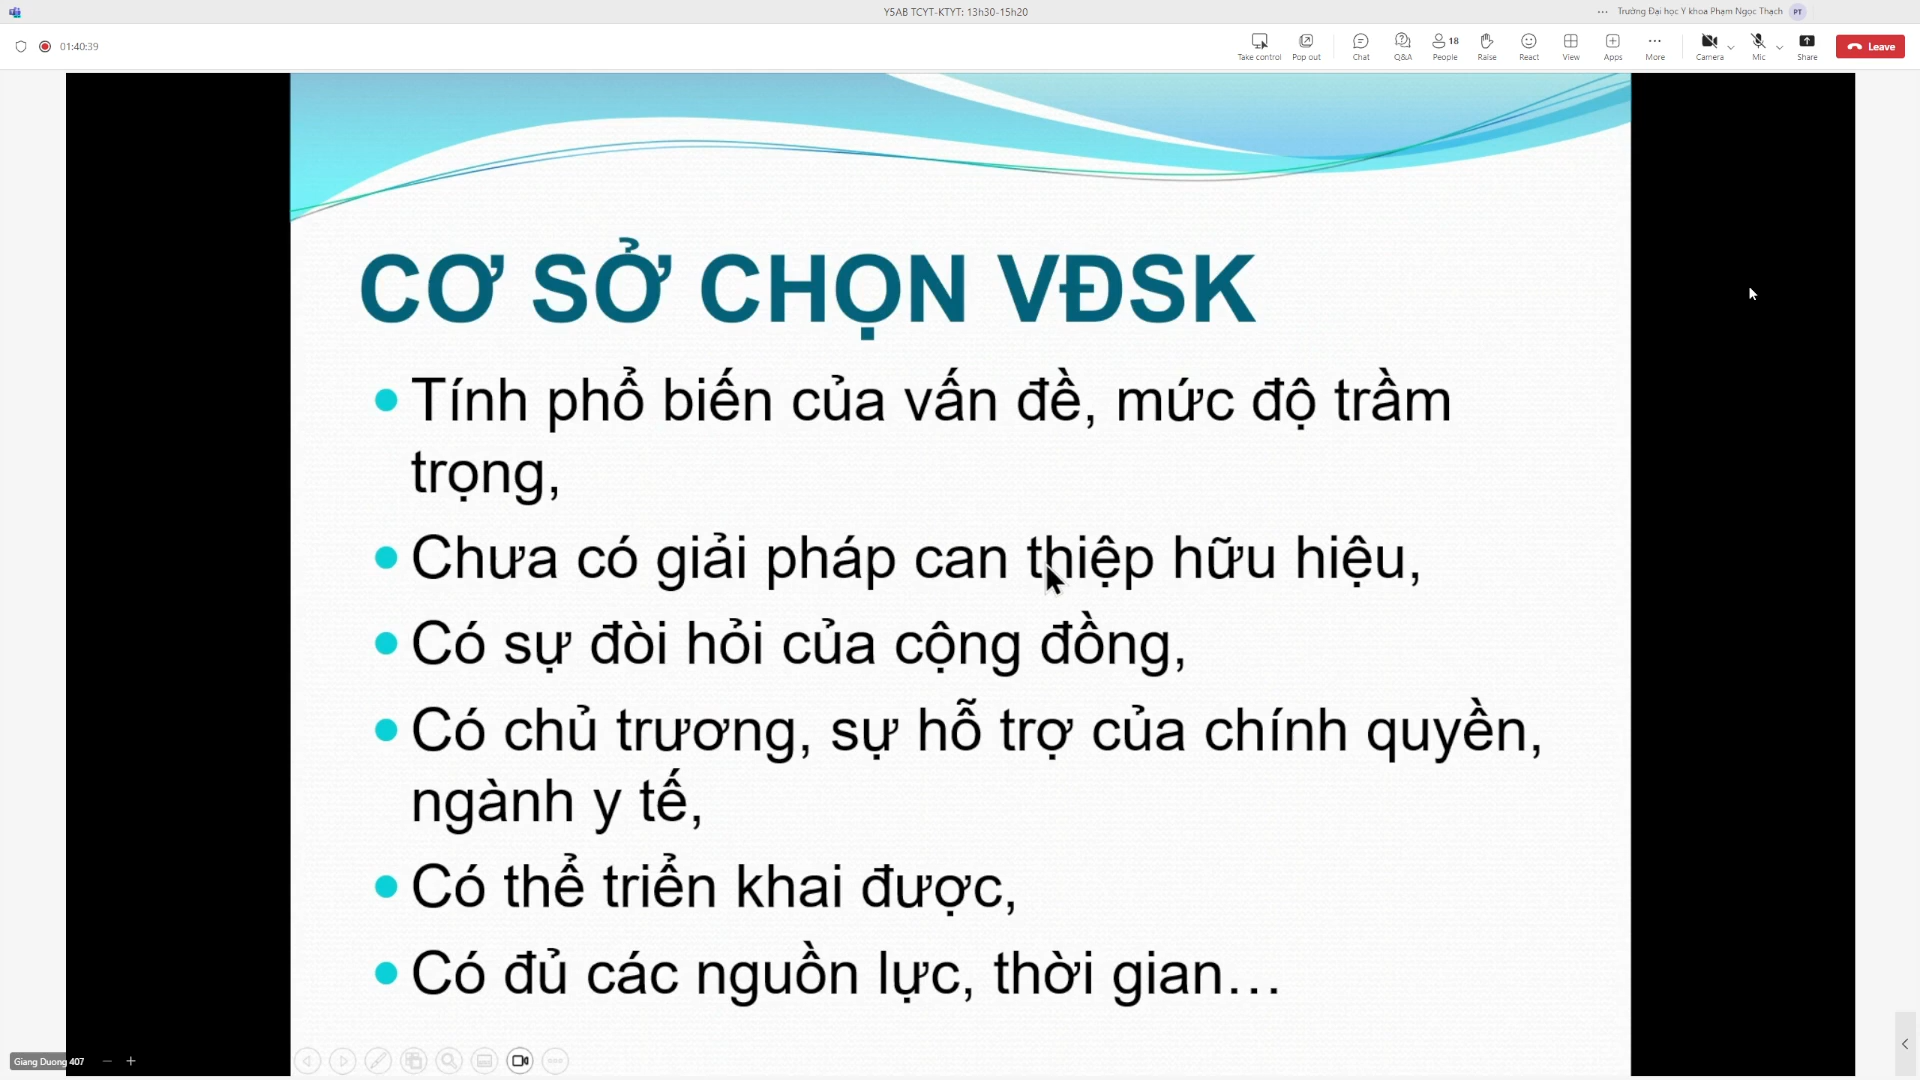 Y5AB TCYT-KTYT: 13h30-15h20
Trường Đại học Y khoa Phạm Ngọc Thạch PT
01:40:39
Take control Pop out Chat Q&A 18 People Raise React View Apps More Camera Mic Share Leave
CƠ SỞ CHỌN VĐSK
Tính phổ biến của vấn đề, mức độ trầm
trọng,
Chưa có giải pháp can thiệp hữu hiệu,
Có sự đòi hỏi của cộng đồng,
Có chủ trương, sự hỗ trợ của chính quyền,
ngành y tế,
Có thể triển khai được,
Có đủ các nguồn lực, thời gian…
Giang Duong 407